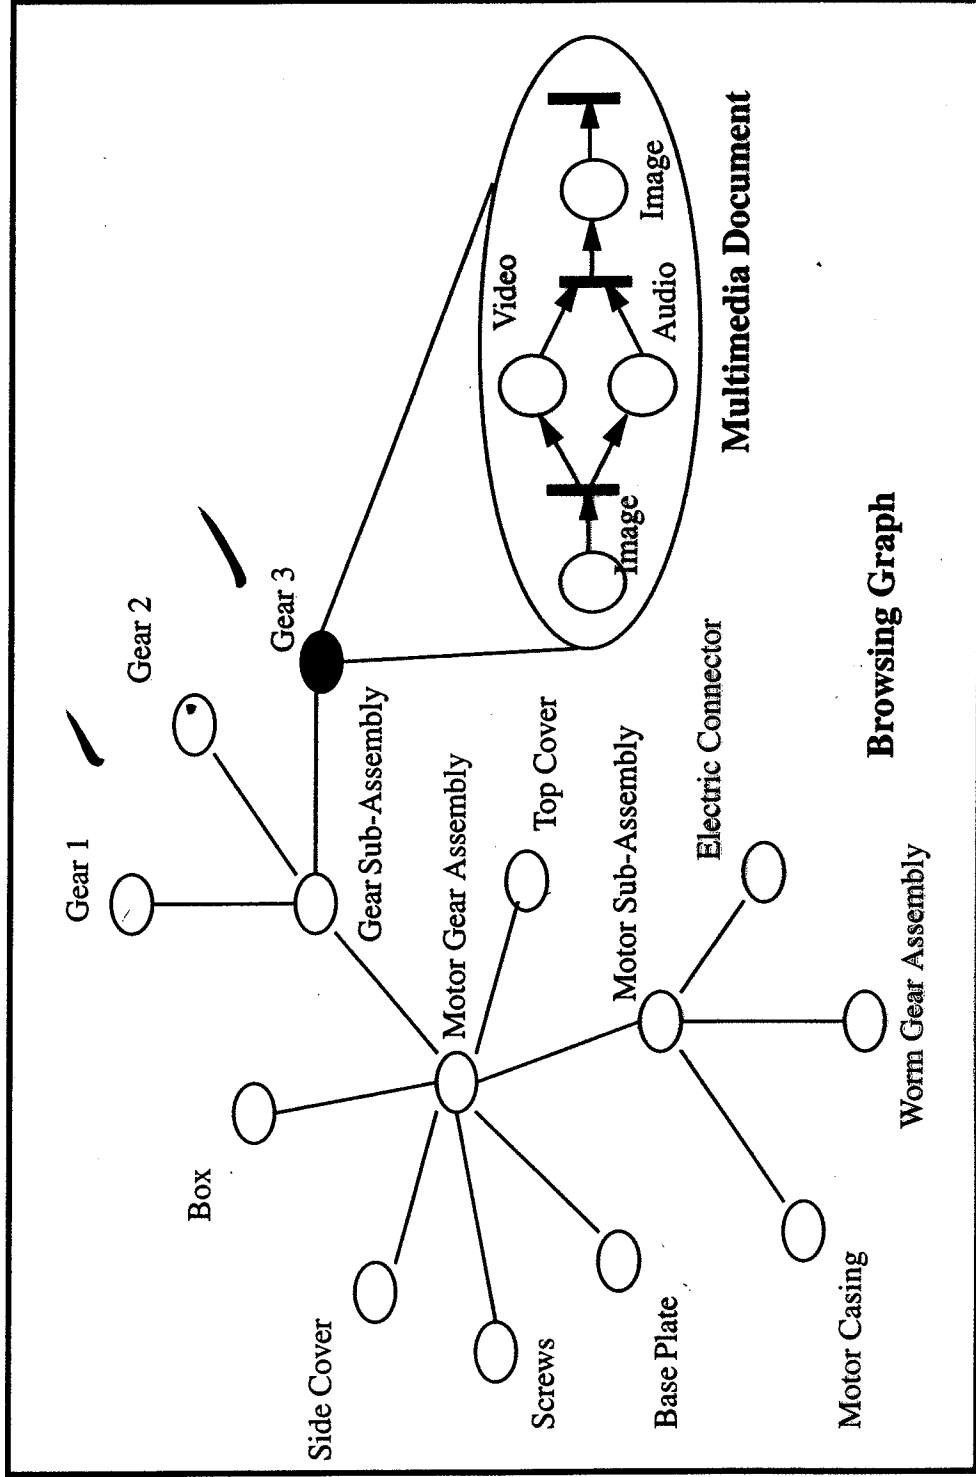 Gear 1
Gear 2
Gear 3
Gear Sub-Assembly
Box
Motor Gear Assembly
Side Cover
Top Cover
Screws
Video
Image
Image
Audio
Multimedia Document
Motor Sub-Assembly
Base Plate
Electric Connector
Motor Casing
Worm Gear Assembly
Browsing Graph